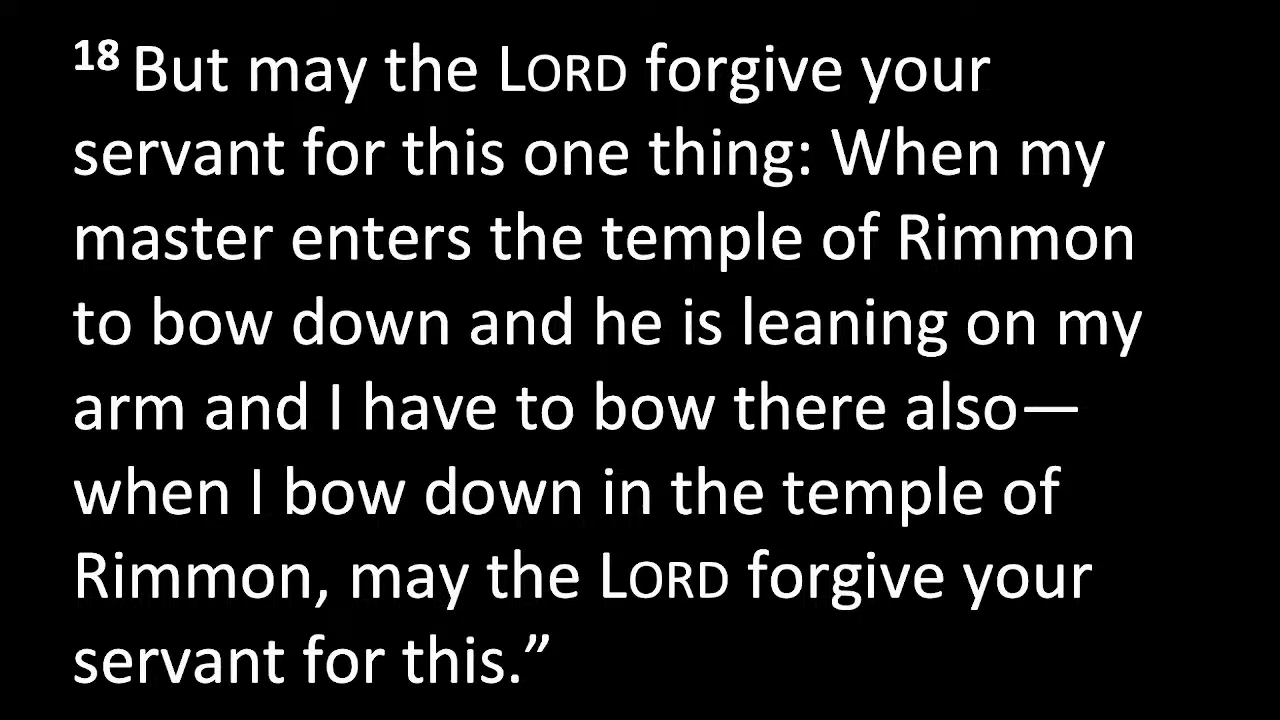 18 But may the LORD forgive your
servant for this one thing: When my
master enters the temple of Rimmon
to bow down and he is leaning on my
arm and I have to bow there also—
when I bow down in the temple of
Rimmon, may the LORD forgive your
servant for this.”